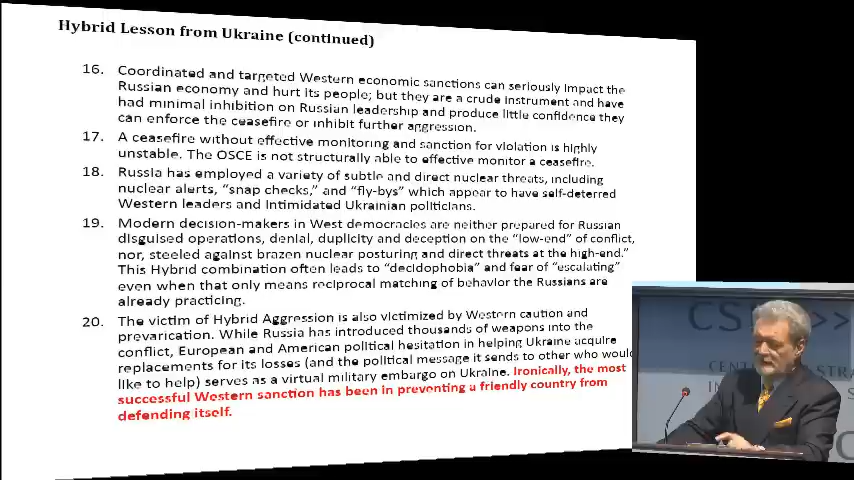 Hybrid Lesson from Ukraine (continued)
16. Coordinated and targeted Western economic sanctions can seriously impact the
Russian economy and hurt its people; but they are a crude instrument and have
had minimal inhibition on Russian leadership and produce little confidence they
can enforce the ceasefire or inhibit further aggression.
17. A ceasefire without effective monitoring and sanction for violation is highly
unstable. The OSCE is not structurally able to effective monitor a ceasefire.
18. Russia has employed a variety of subtle and direct nuclear threats, including
nuclear alerts, "snap checks," and "fly-bys" which appear to have self-deterred
Western leaders and Intimidated Ukrainian politicians.
19. Modern decision-makers in West democracies are neither prepared for Russian
disguised operations, denial, duplicity and deception on the "low-end" of conflict,
nor, steeled against brazen nuclear posturing and direct threats at the high-end."
This Hybrid combination often leads to "decidophobia" and fear of "escalating"
even when that only means reciprocal matching of behavior the Russians are
already practicing.
20. The victim of Hybrid Aggression is also victimized by Western caution and
prevarication. While Russia has introduced thousands of weapons into the
conflict, European and American political hesitation in helping Ukraine acquire
replacements for its losses (and the political message it sends to other who would
like to help) serves as a virtual military embargo on Ukraine. Ironically, the most
successful Western sanction has been in preventing a friendly country from
defending itself.
CS >>
CENT STRA
IN